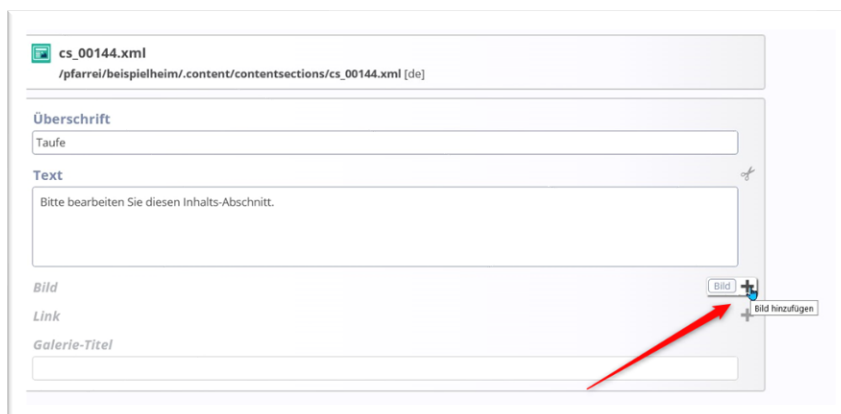 cs_00144.xml
/pfarrei/beispielheim/.content/contentsections/cs_00144.xml [de]
Überschrift
Taufe
Text
Bitte bearbeiten Sie diesen Inhalts-Abschnitt.
Bild
Bild
Bild hinzufügen
Link
Galerie-Titel